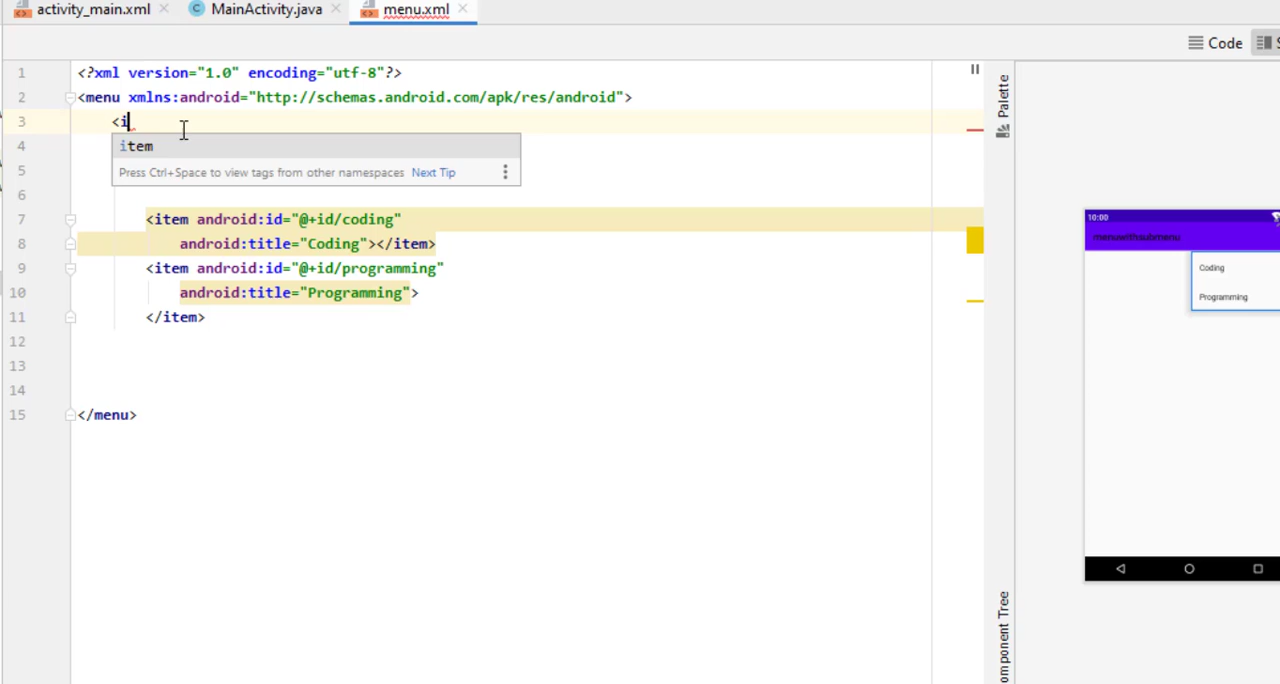 activity_main.xml MainActivity.java menu.xml
Code
1 <?xml version="1.0" encoding="utf-8"?>
2 <menu xmlns:android="http://schemas.android.com/apk/res/android">
3 <i
item
4
Press Ctrl+Space to view tags from other namespaces Next Tip
5
6
7 <item android:id="@+id/coding"
8 android:title="Coding"></item>
9 <item android:id="@+id/programming"
10 android:title="Programming">
11 </item>
12
13
14
15 </menu>
Palette
10:00
menuwithsubmenu
Coding
Programming
omponent Tree